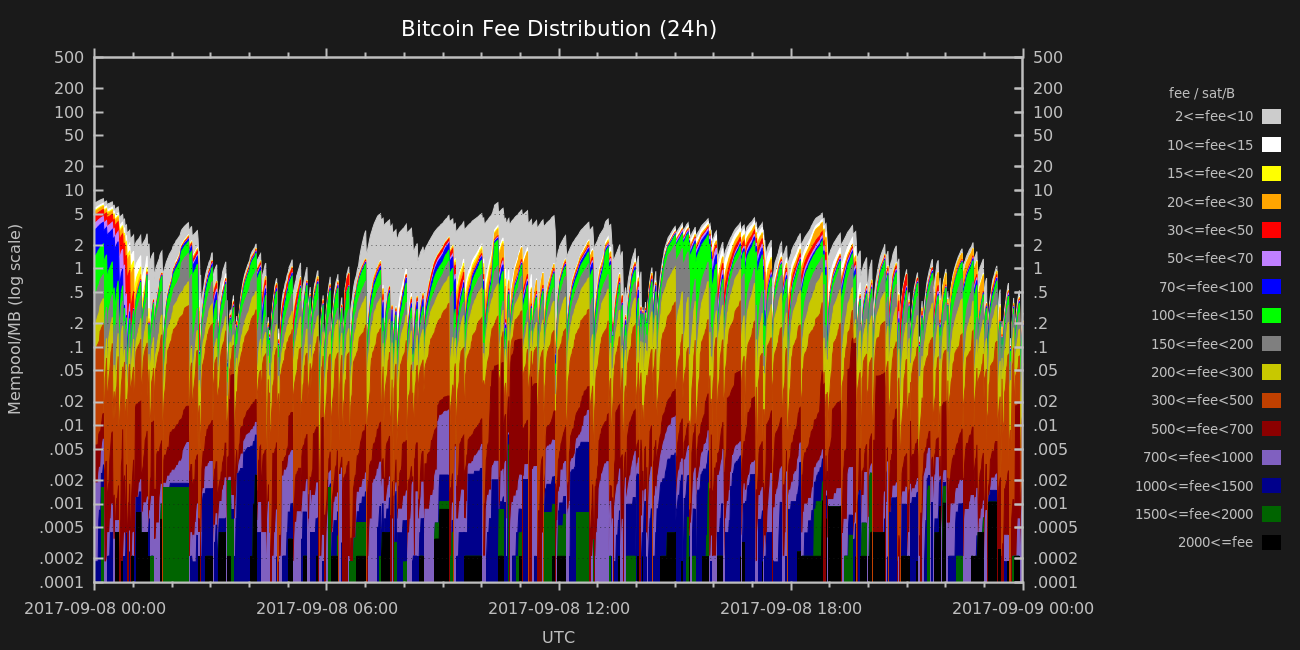 Bitcoin Fee Distribution (24h)
500 500
200 200
100 100
50 50
20 20
10 10
5 5
2 2
1 1
.5 .5
.2 .2
.1 .1
.05 .05
.02 .02
.01 .01
.005 .005
.002 .002
.001 .001
.0005 .0005
.0002 .0002
.0001 .0001
Mempool/MB (log scale)
2017-09-08 00:00 2017-09-08 06:00 2017-09-08 12:00 2017-09-08 18:00 2017-09-09 00:00
UTC
fee / sat/B
2<=fee<10
10<=fee<15
15<=fee<20
20<=fee<30
30<=fee<50
50<=fee<70
70<=fee<100
100<=fee<150
150<=fee<200
200<=fee<300
300<=fee<500
500<=fee<700
700<=fee<1000
1000<=fee<1500
1500<=fee<2000
2000<=fee